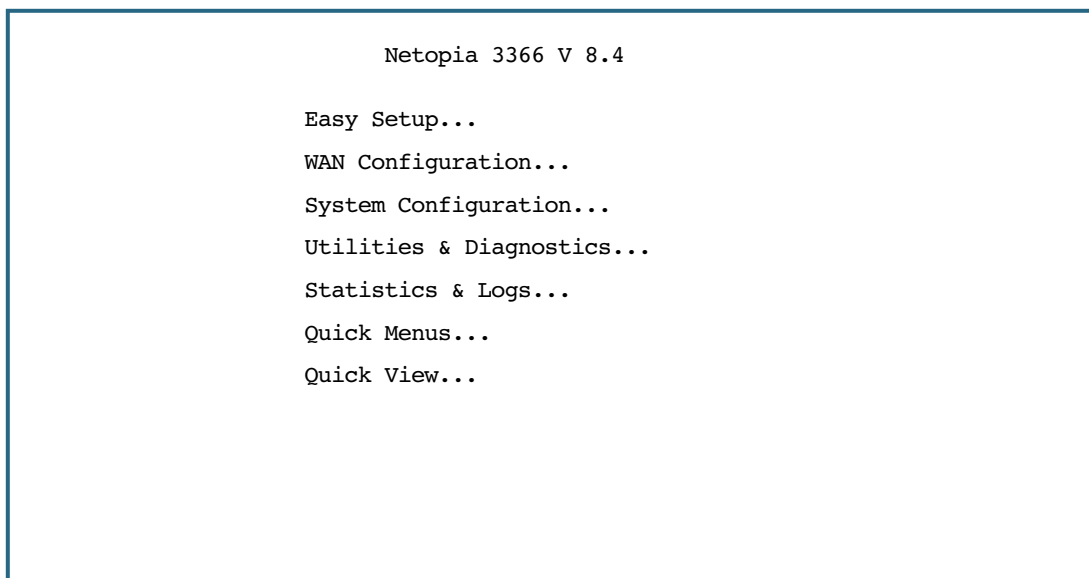 Netopia 3366 V 8.4
Easy Setup...
WAN Configuration...
System Configuration...
Utilities & Diagnostics...
Statistics & Logs...
Quick Menus...
Quick View...